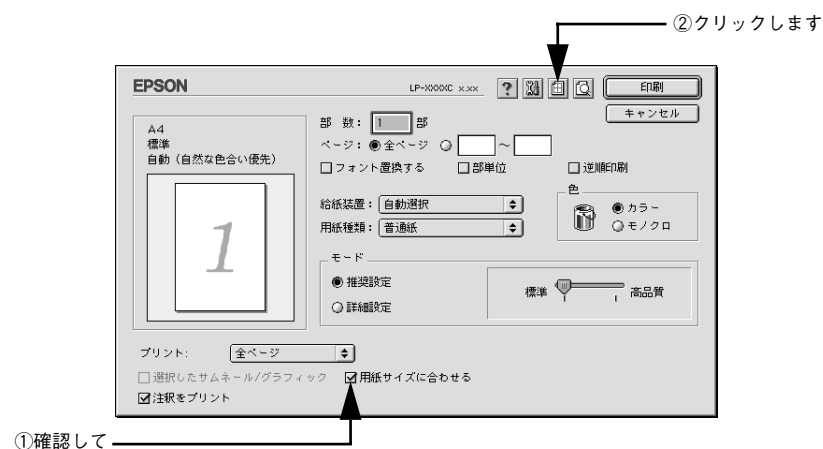 ②クリックします
EPSON
LP-XXXXC x.xx
?
印刷
キャンセル
A4
標準
自動（自然な色合い優先）
1
部 数： 1 部
ページ： 全ページ ～
フォント置換する 部単位 逆順印刷
給紙装置： 自動選択
用紙種類： 普通紙
色
カラー
モノクロ
モード
推奨設定
詳細設定
標準 高品質
プリント: 全ページ
選択したサムネール/グラフィック 用紙サイズに合わせる
注釈をプリント
①確認して